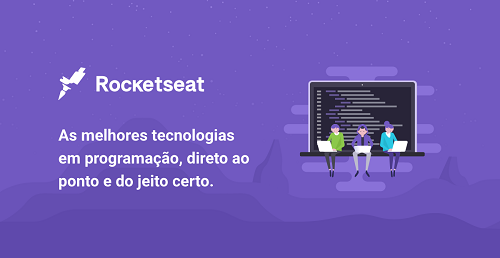 Rocketseat
As melhores tecnologias
em programação, direto ao
ponto e do jeito certo.